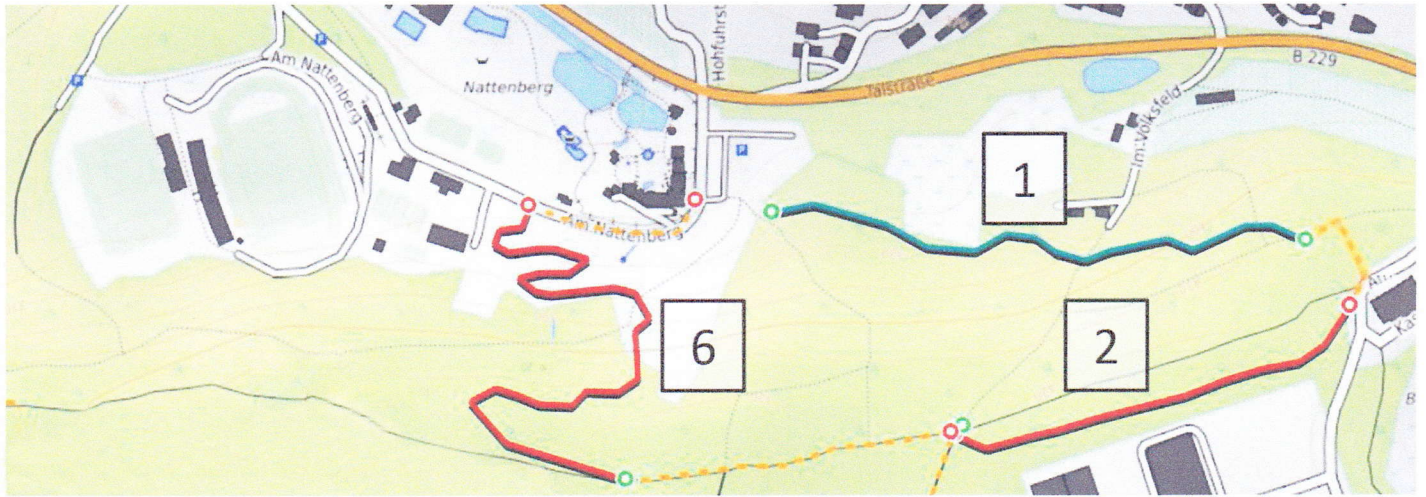 Am Nattenberg
Nattenberg
Hohfuhrst
Talstraße
B 229
Im Volksfeld
1
Am Nattenberg
6
2